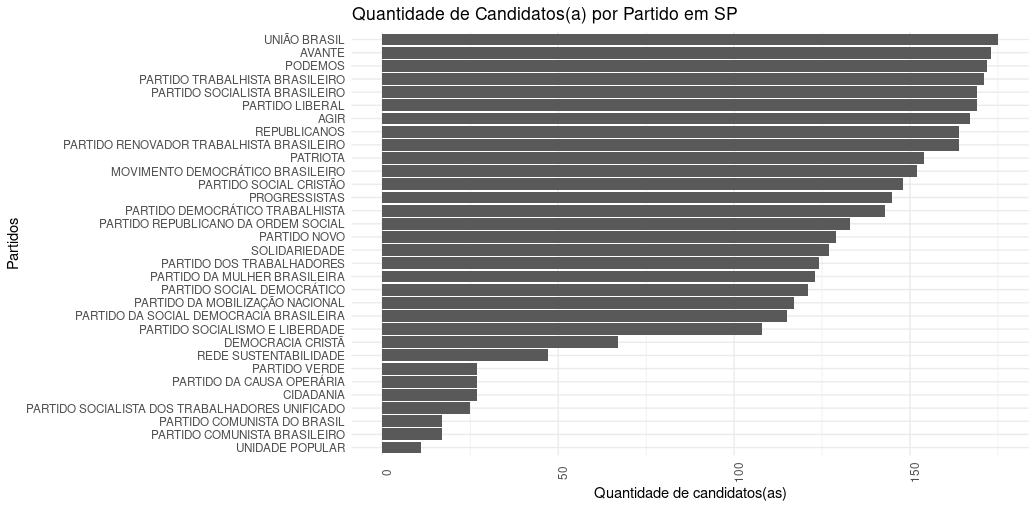 Quantidade de Candidatos(a) por Partido em SP
UNIÃO BRASIL
AVANTE
PODEMOS
PARTIDO TRABALHISTA BRASILEIRO
PARTIDO SOCIALISTA BRASILEIRO
PARTIDO LIBERAL
AGIR
REPUBLICANOS
PARTIDO RENOVADOR TRABALHISTA BRASILEIRO
PATRIOTA
MOVIMENTO DEMOCRÁTICO BRASILEIRO
PARTIDO SOCIAL CRISTÃO
PROGRESSISTAS
PARTIDO DEMOCRÁTICO TRABALHISTA
PARTIDO REPUBLICANO DA ORDEM SOCIAL
PARTIDO NOVO
SOLIDARIEDADE
PARTIDO DOS TRABALHADORES
PARTIDO DA MULHER BRASILEIRA
PARTIDO SOCIAL DEMOCRÁTICO
PARTIDO DA MOBILIZAÇÃO NACIONAL
PARTIDO DA SOCIAL DEMOCRACIA BRASILEIRA
PARTIDO SOCIALISMO E LIBERDADE
DEMOCRACIA CRISTÃ
REDE SUSTENTABILIDADE
PARTIDO VERDE
PARTIDO DA CAUSA OPERÁRIA
CIDADANIA
PARTIDO SOCIALISTA DOS TRABALHADORES UNIFICADO
PARTIDO COMUNISTA DO BRASIL
PARTIDO COMUNISTA BRASILEIRO
UNIDADE POPULAR
Partidos
0 50 100 150
Quantidade de candidatos(as)